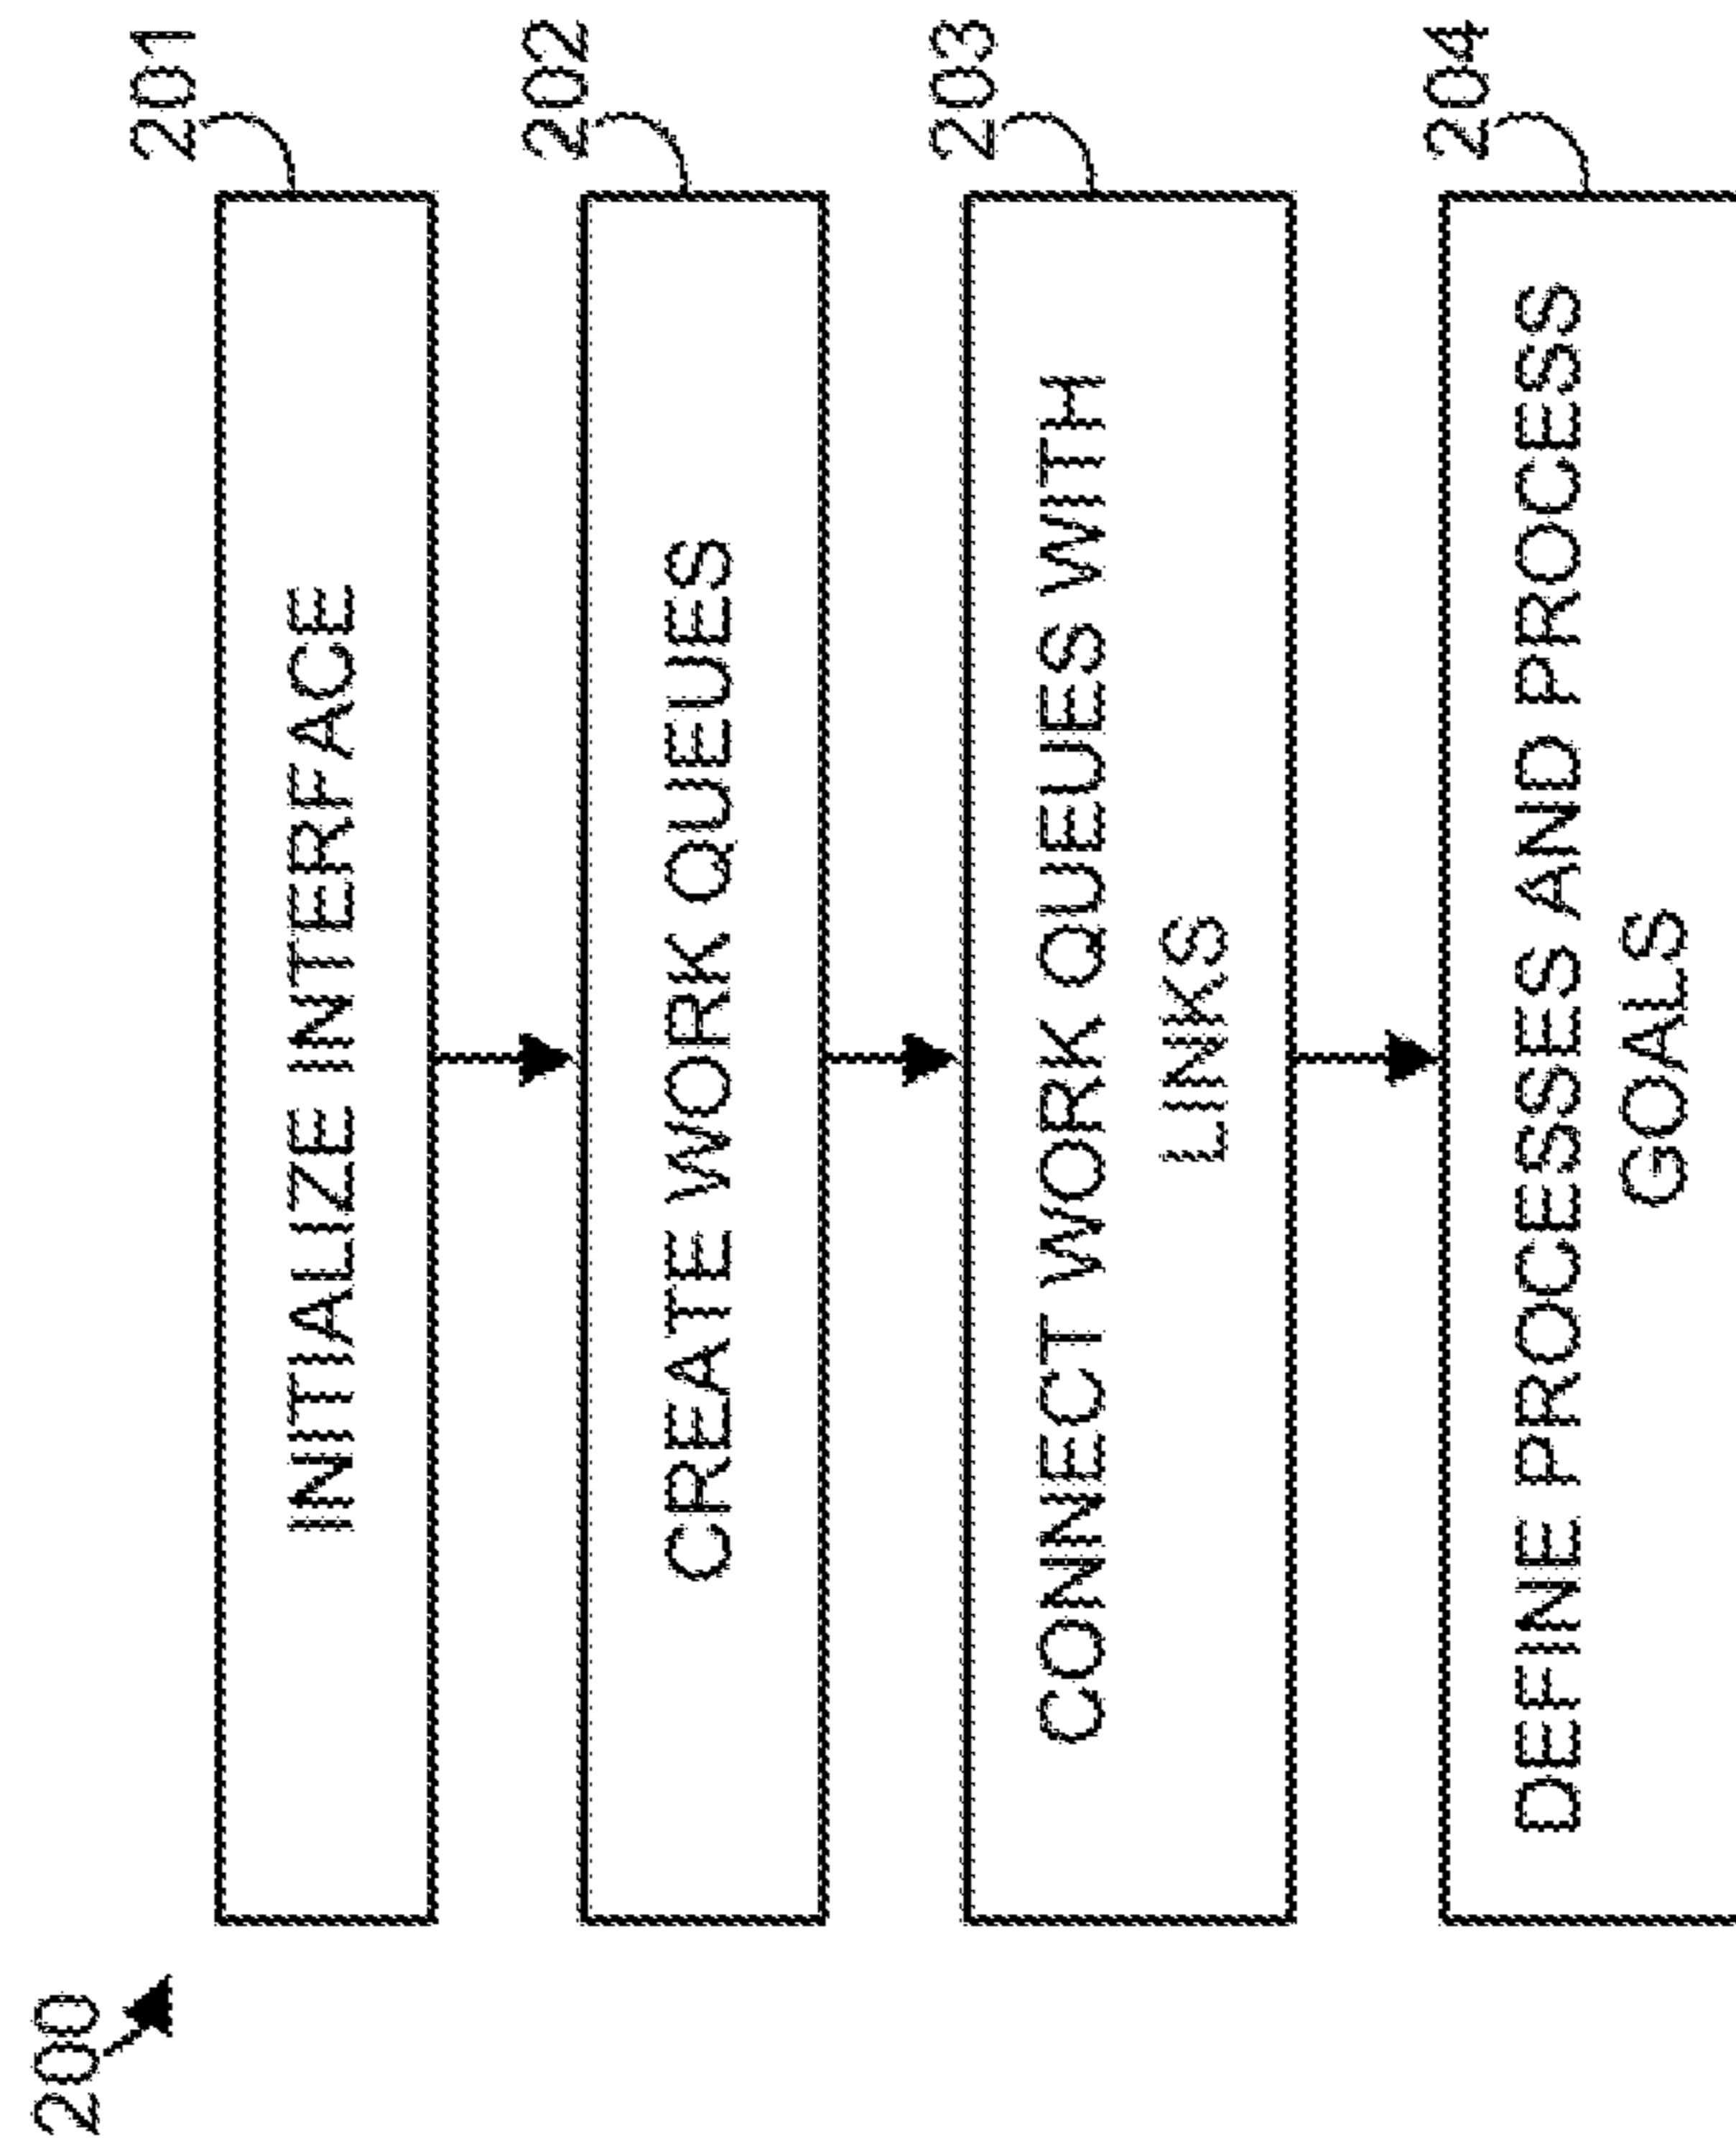 200
201
INITIALIZE INTERFACE
202
CREATE WORK QUEUES
203
CONNECT WORK QUEUES WITH
LINKS
204
DEFINE PROCESSES AND PROCESS
GOALS